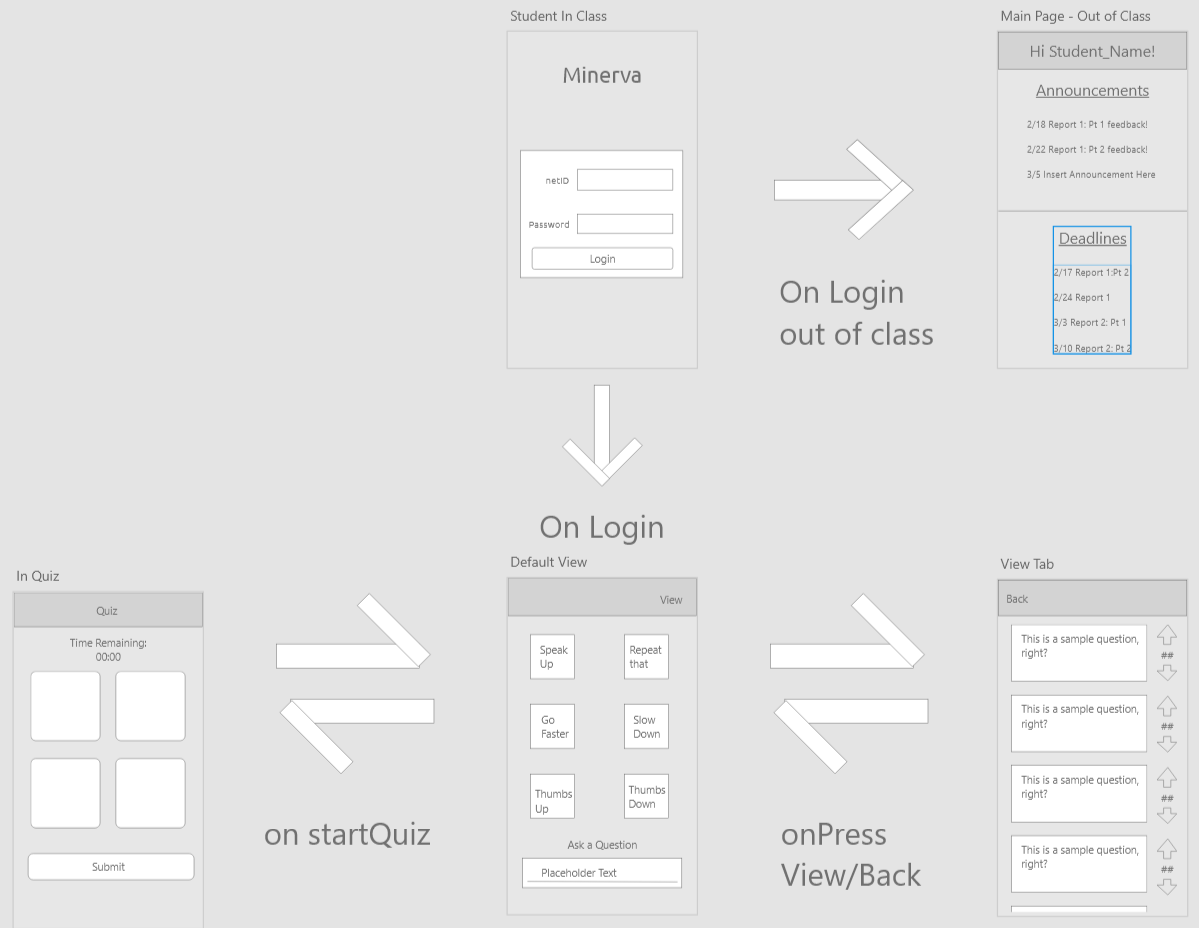 Student In Class
Minerva
netID
Password
Login
On Login
out of class
Main Page - Out of Class
Hi Student_Name!
Announcements
2/18 Report 1: Pt 1 feedback!
2/22 Report 1: Pt 2 feedback!
3/5 Insert Announcement Here
Deadlines
2/17 Report 1:Pt 2
2/24 Report 1
3/3 Report 2: Pt 1
3/10 Report 2: Pt 2
On Login
In Quiz
Quiz
Time Remaining:
00:00
Submit
on startQuiz
Default View
View
Speak
Up
Repeat
that
Go
Faster
Slow
Down
Thumbs
Up
Thumbs
Down
Ask a Question
Placeholder Text
onPress
View/Back
View Tab
Back
This is a sample question,
right?
##
This is a sample question,
right?
##
This is a sample question,
right?
##
This is a sample question,
right?
##